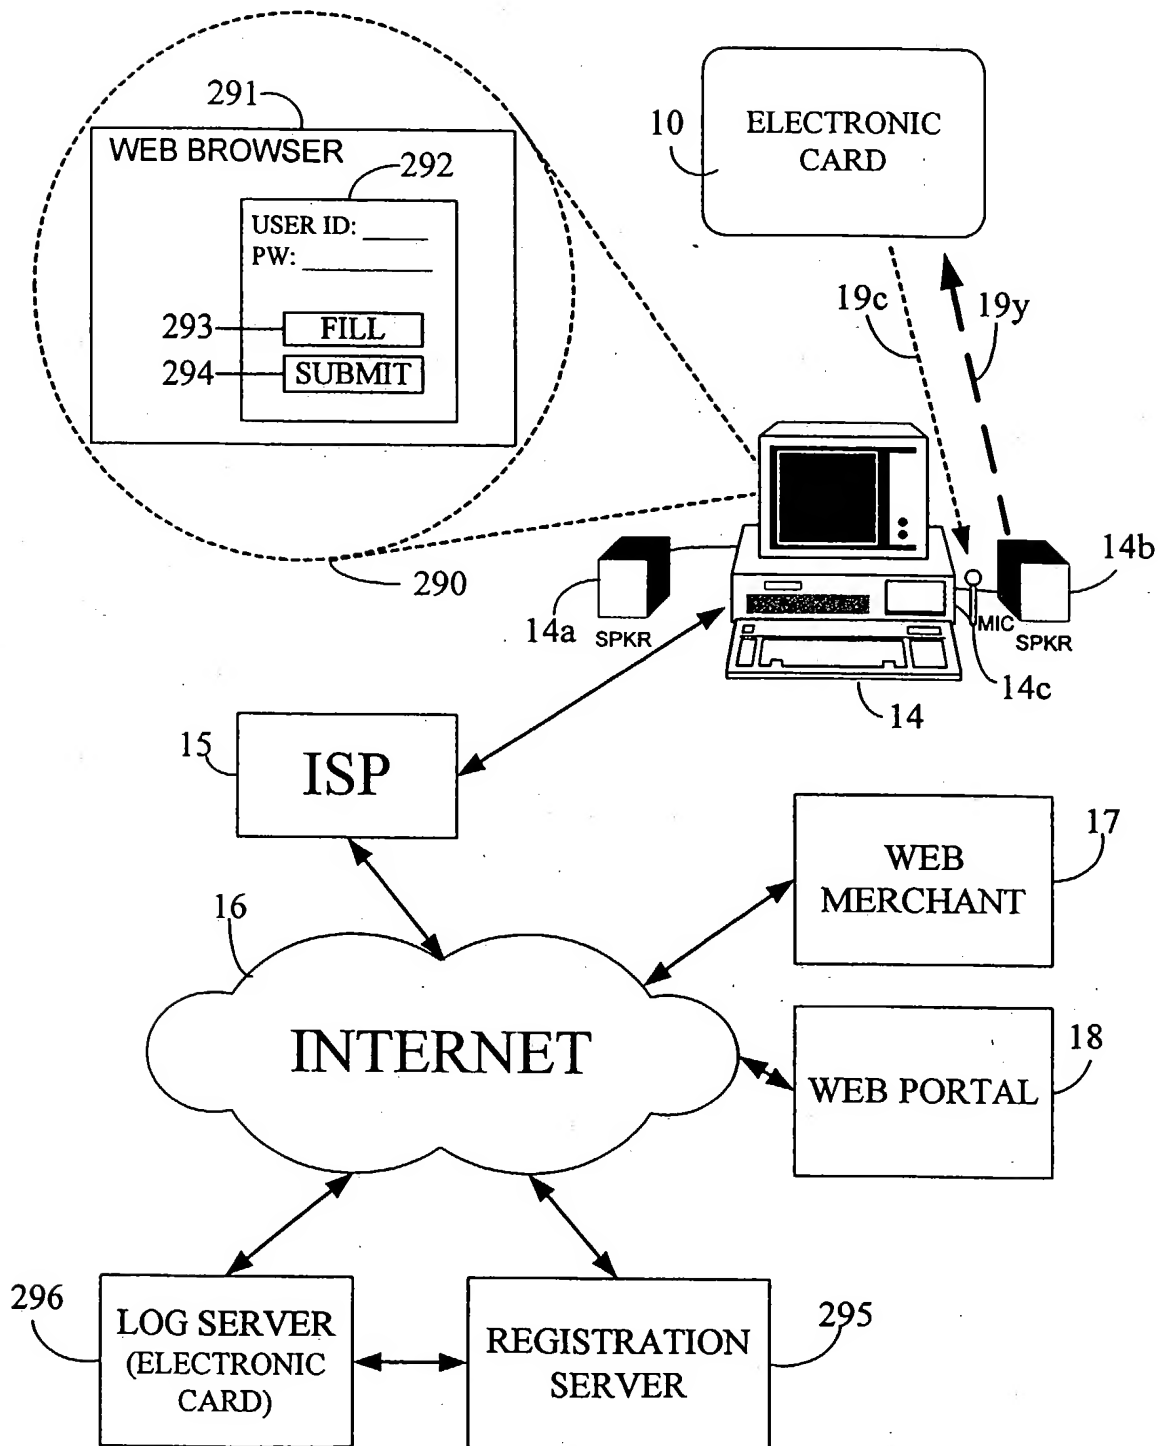 291
WEB BROWSER
292
USER ID:
PW:
293
FILL
294
SUBMIT
290
10
ELECTRONIC
CARD
19c
19y
14a
SPKR
14b
MIC
SPKR
14c
14
15
ISP
16
INTERNET
17
WEB
MERCHANT
18
WEB PORTAL
296
LOG SERVER
(ELECTRONIC
CARD)
REGISTRATION
SERVER
295